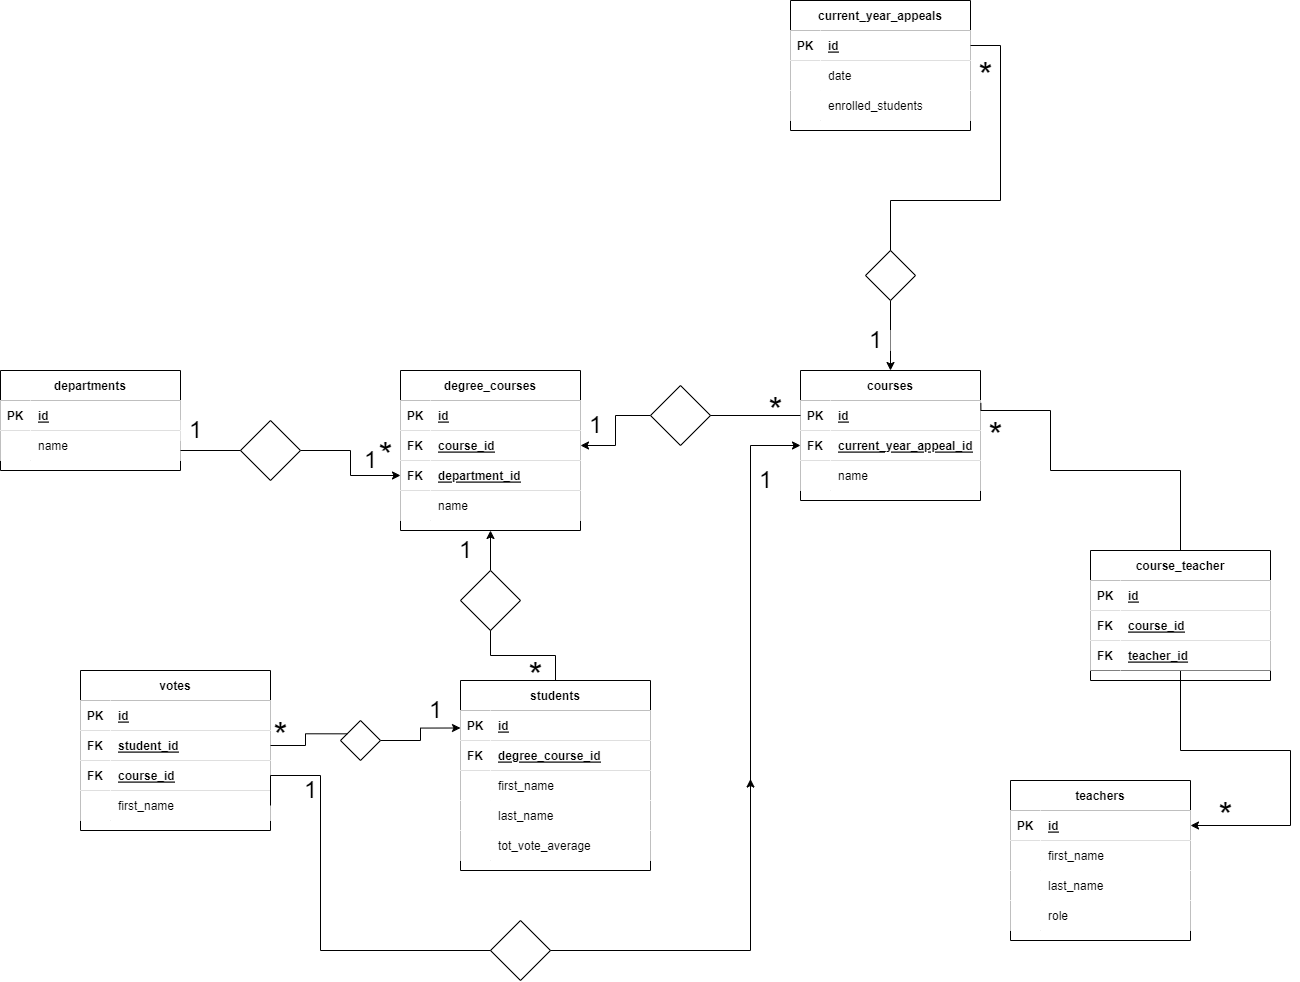 current_year_appeals
PK id
date
enrolled_students
*
1
departments
PK id
name
1
1 *
degree_courses
PK id
FK course_id
FK department_id
name
1
*
courses
PK id
FK current_year_appeal_id
name
*
1
1
*
course_teacher
PK id
FK course_id
FK teacher_id
votes
PK id
FK student_id
FK course_id
first_name
*
1
1
students
PK id
FK degree_course_id
first_name
last_name
tot_vote_average
teachers
PK id
first_name
last_name
role
*